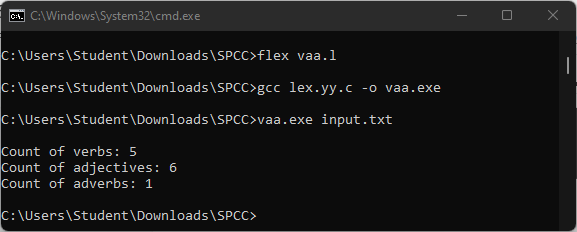 C:\Windows\System32\cmd.exe
C:\Users\Student\Downloads\SPCC>flex vaa.l
C:\Users\Student\Downloads\SPCC>gcc lex.yy.c -o vaa.exe
C:\Users\Student\Downloads\SPCC>vaa.exe input.txt
Count of verbs: 5
Count of adjectives: 6
Count of adverbs: 1
C:\Users\Student\Downloads\SPCC>